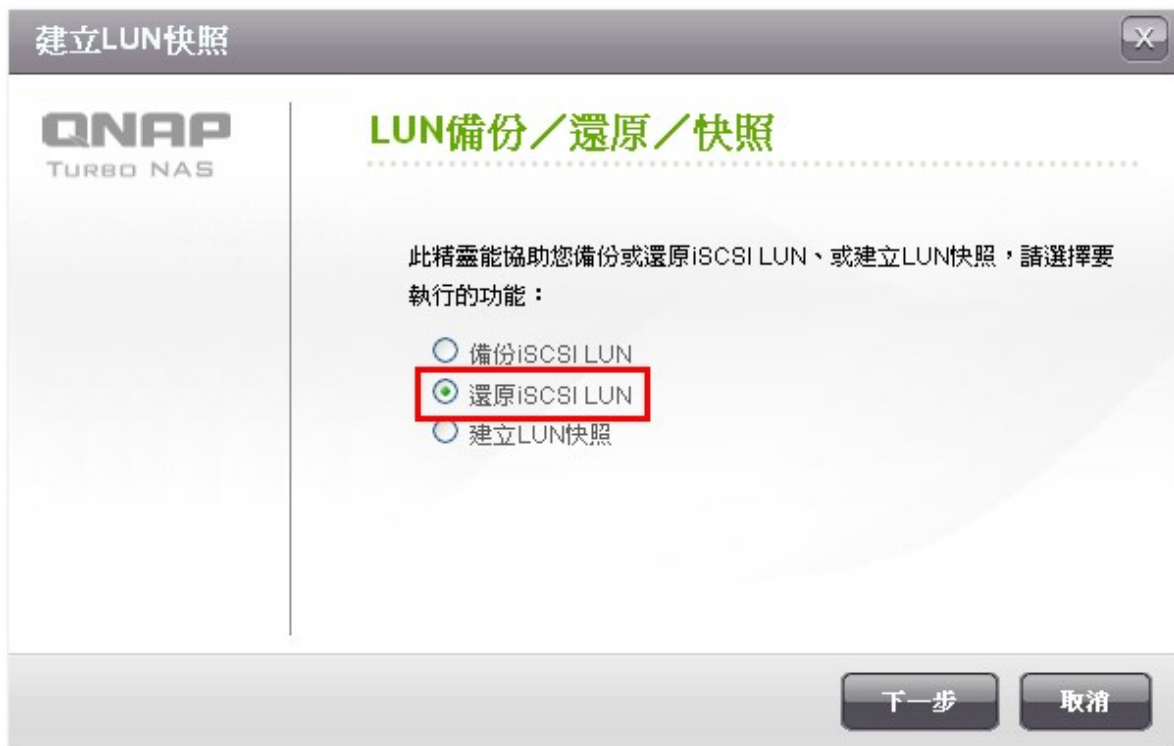 建立LUN快照
X
QNAP
TURBO NAS
LUN備份／還原／快照
此精靈能協助您備份或還原iSCSI LUN、或建立LUN快照，請選擇要
執行的功能：
備份iSCSI LUN
還原iSCSI LUN
建立LUN快照
下一步
取消